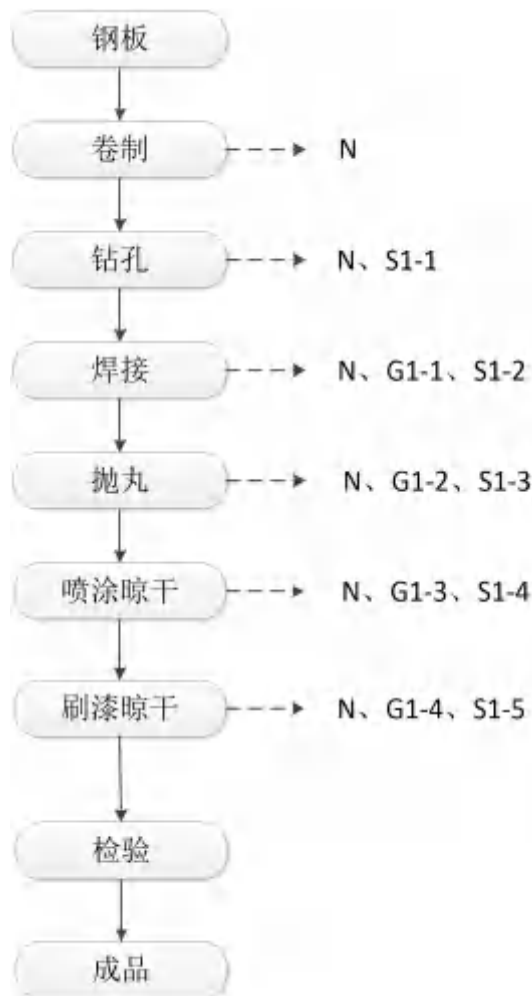 钢板
卷制 N
钻孔 N、S1-1
焊接 N、G1-1、S1-2
抛丸 N、G1-2、S1-3
喷涂晾干 N、G1-3、S1-4
刷漆晾干 N、G1-4、S1-5
检验
成品